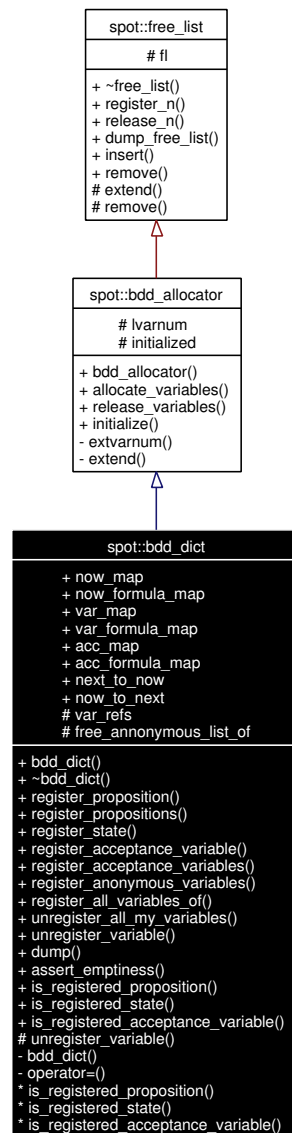 spot::free_list
# fl
+ ~free_list()
+ register_n()
+ release_n()
+ dump_free_list()
+ insert()
+ remove()
# extend()
# remove()
spot::bdd_allocator
# lvarnum
# initialized
+ bdd_allocator()
+ allocate_variables()
+ release_variables()
+ initialize()
- extvarnum()
- extend()
spot::bdd_dict
+ now_map
+ now_formula_map
+ var_map
+ var_formula_map
+ acc_map
+ acc_formula_map
+ next_to_now
+ now_to_next
# var_refs
# free_annonymous_list_of
+ bdd_dict()
+ ~bdd_dict()
+ register_proposition()
+ register_propositions()
+ register_state()
+ register_acceptance_variable()
+ register_acceptance_variables()
+ register_anonymous_variables()
+ register_all_variables_of()
+ unregister_all_my_variables()
+ unregister_variable()
+ dump()
+ assert_emptiness()
+ is_registered_proposition()
+ is_registered_state()
+ is_registered_acceptance_variable()
# unregister_variable()
- bdd_dict()
- operator=()
* is_registered_proposition()
* is_registered_state()
* is_registered_acceptance_variable()